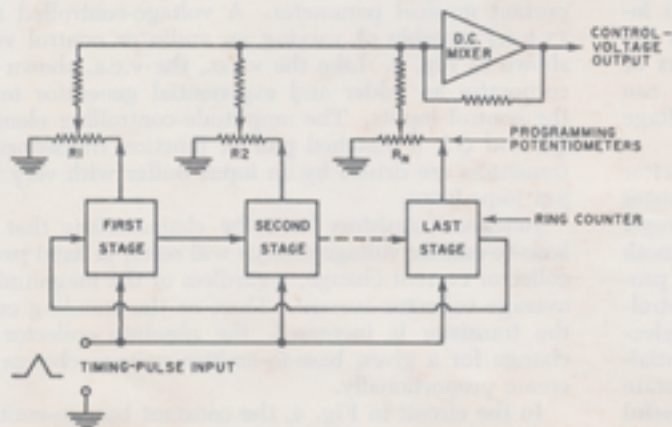 D.C.
MIXER
CONTROL-
VOLTAGE
OUTPUT
R1
R2
Rn
PROGRAMMING
POTENTIOMETERS
FIRST
STAGE
SECOND
STAGE
LAST
STAGE
RING COUNTER
TIMING-PULSE INPUT